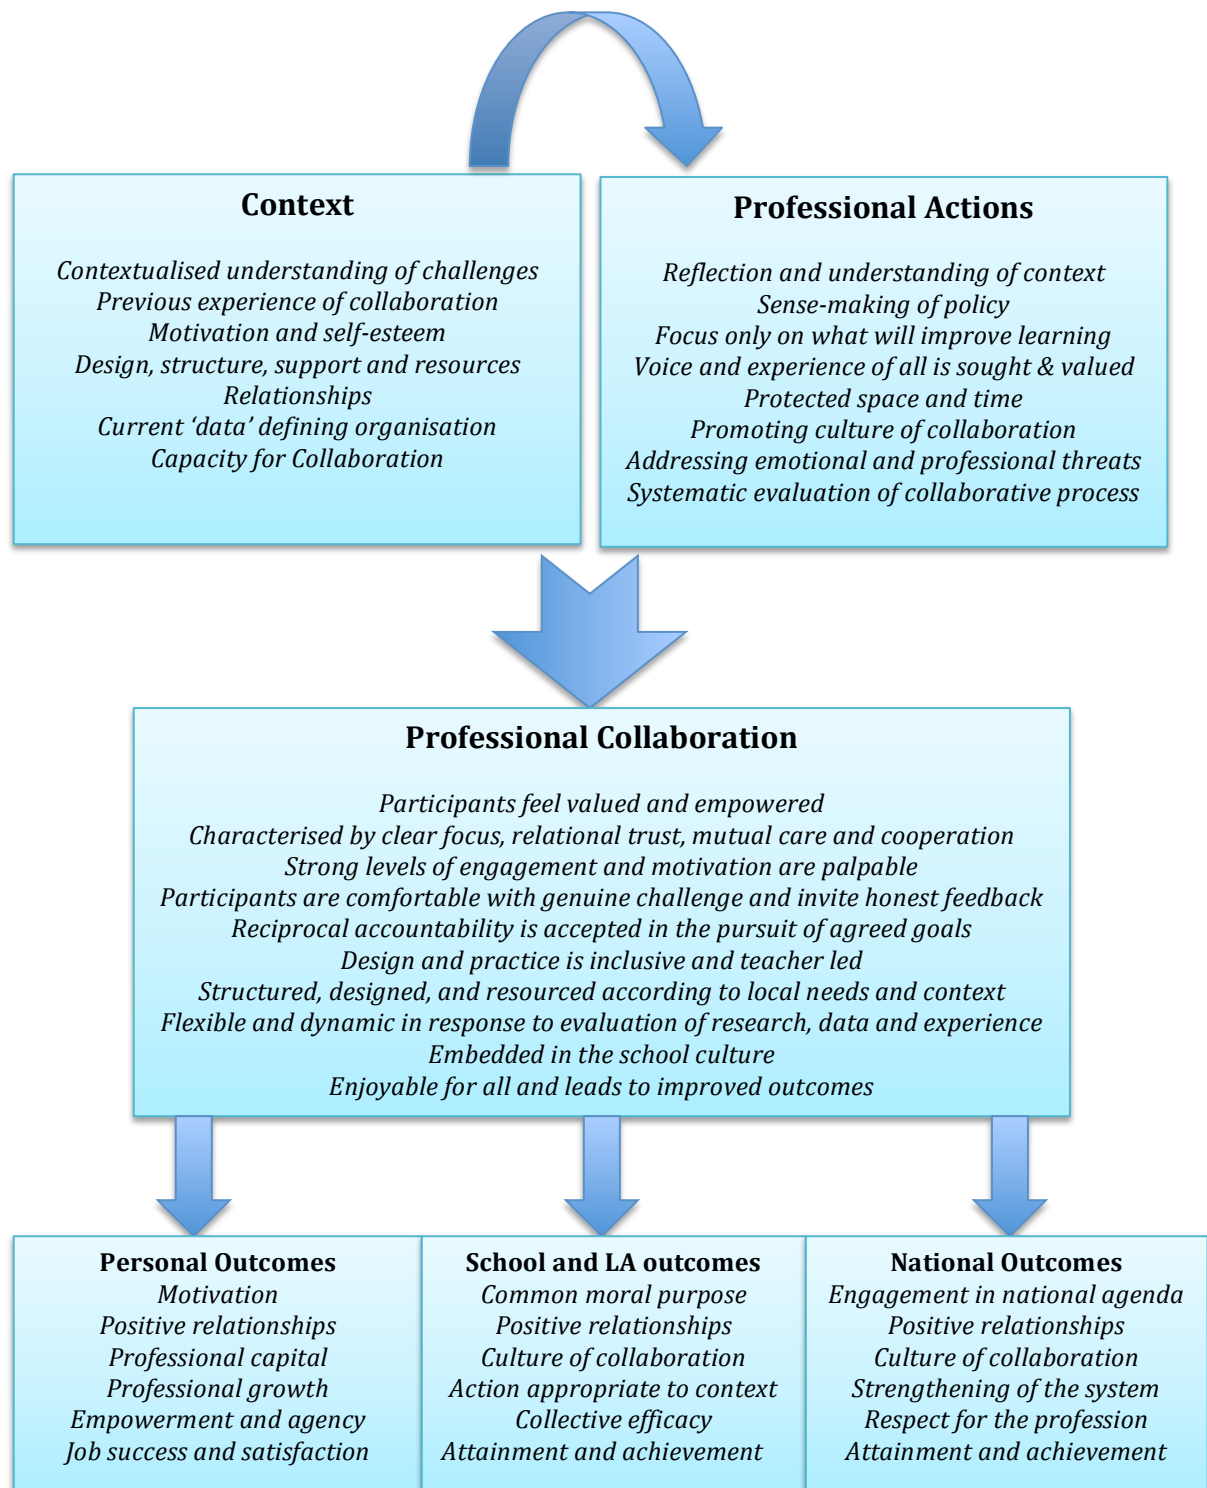 Context
Contextualised understanding of challenges
Previous experience of collaboration
Motivation and self-esteem
Design, structure, support and resources
Relationships
Current ‘data’ defining organisation
Capacity for Collaboration
Professional Actions
Reflection and understanding of context
Sense-making of policy
Focus only on what will improve learning
Voice and experience of all is sought & valued
Protected space and time
Promoting culture of collaboration
Addressing emotional and professional threats
Systematic evaluation of collaborative process
Professional Collaboration
Participants feel valued and empowered
Characterised by clear focus, relational trust, mutual care and cooperation
Strong levels of engagement and motivation are palpable
Participants are comfortable with genuine challenge and invite honest feedback
Reciprocal accountability is accepted in the pursuit of agreed goals
Design and practice is inclusive and teacher led
Structured, designed, and resourced according to local needs and context
Flexible and dynamic in response to evaluation of research, data and experience
Embedded in the school culture
Enjoyable for all and leads to improved outcomes
Personal Outcomes
Motivation
Positive relationships
Professional capital
Professional growth
Empowerment and agency
Job success and satisfaction
School and LA outcomes
Common moral purpose
Positive relationships
Culture of collaboration
Action appropriate to context
Collective efficacy
Attainment and achievement
National Outcomes
Engagement in national agenda
Positive relationships
Culture of collaboration
Strengthening of the system
Respect for the profession
Attainment and achievement